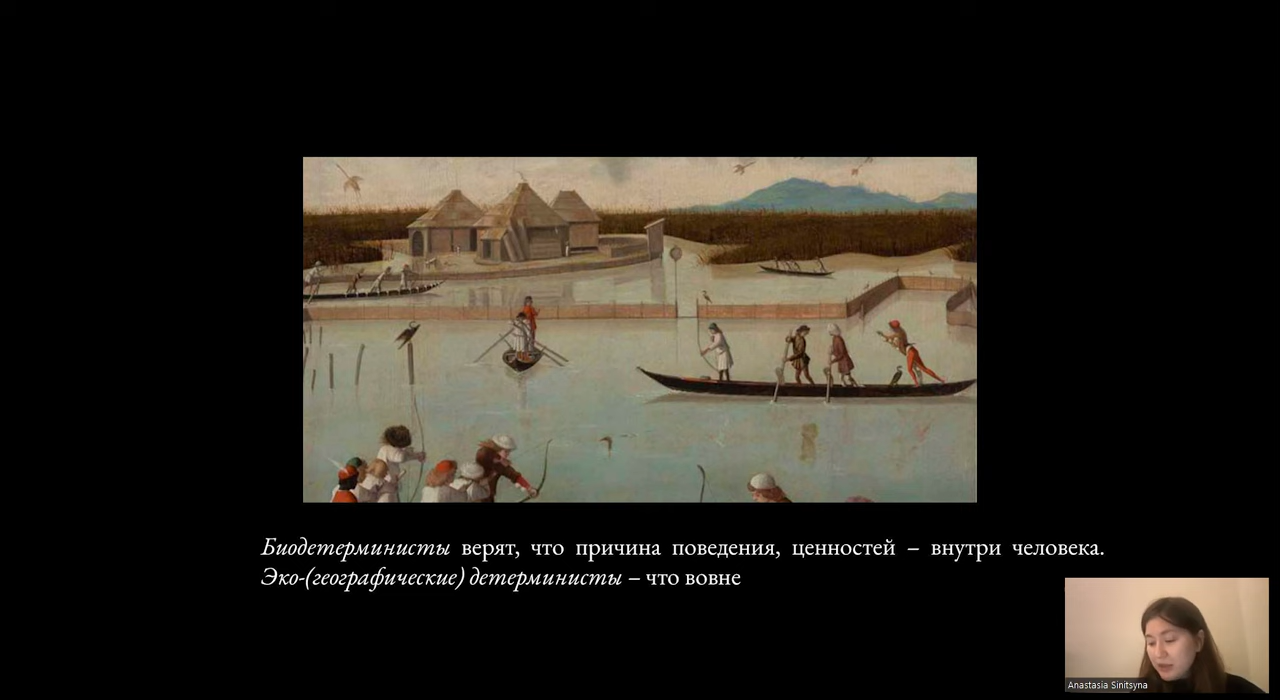 Биодетерминисты верят, что причина поведения, ценностей – внутри человека.
Эко-(географические) детерминисты – что вовне
Anastasia Sinitsyna